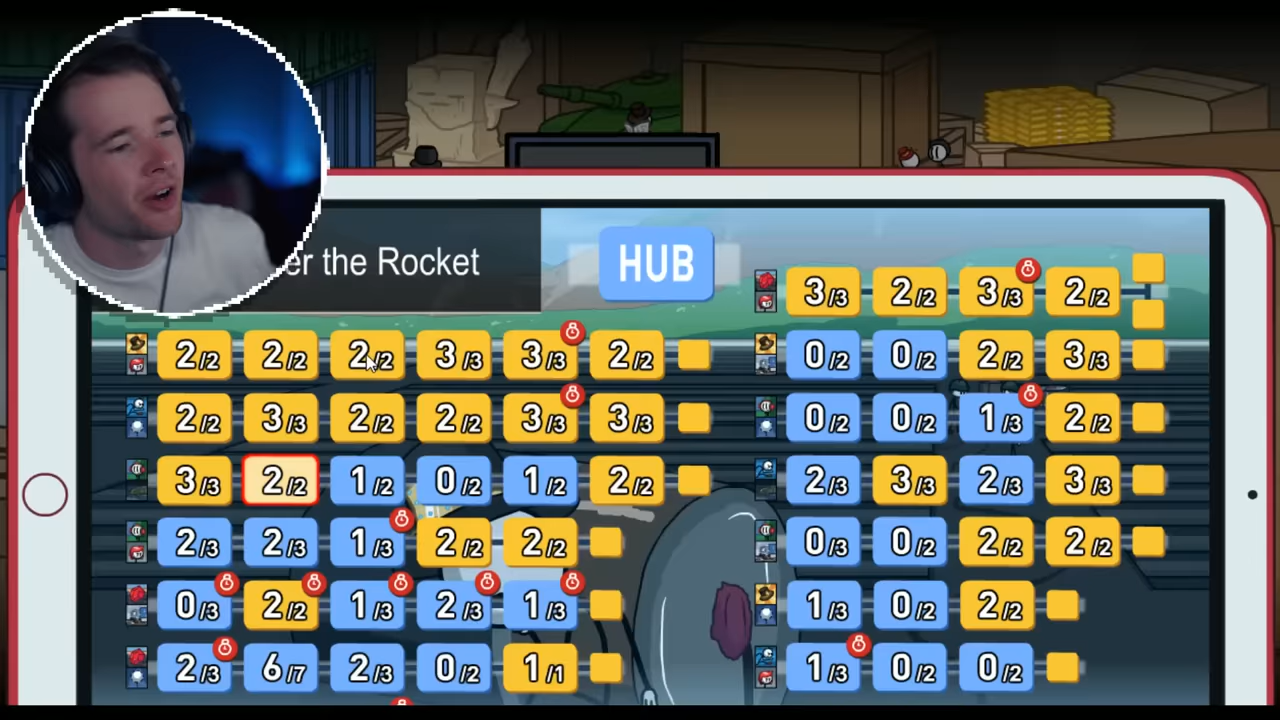 er the Rocket
HUB
3/3 2/2 3/3 2/2
2/2 2/2 2/2 3/3 3/3 2/2
0/2 0/2 2/2 3/3
2/2 3/3 2/2 2/2 3/3 3/3
0/2 0/2 1/3 2/2
3/3 2/2 1/2 0/2 1/2 2/2
2/3 3/3 2/3 3/3
2/3 2/3 1/3 2/2 2/2
0/3 0/2 2/2 2/2
0/3 2/2 1/3 2/3 1/3
1/3 0/2 2/2
2/3 6/7 2/3 0/2 1/1
1/3 0/2 0/2